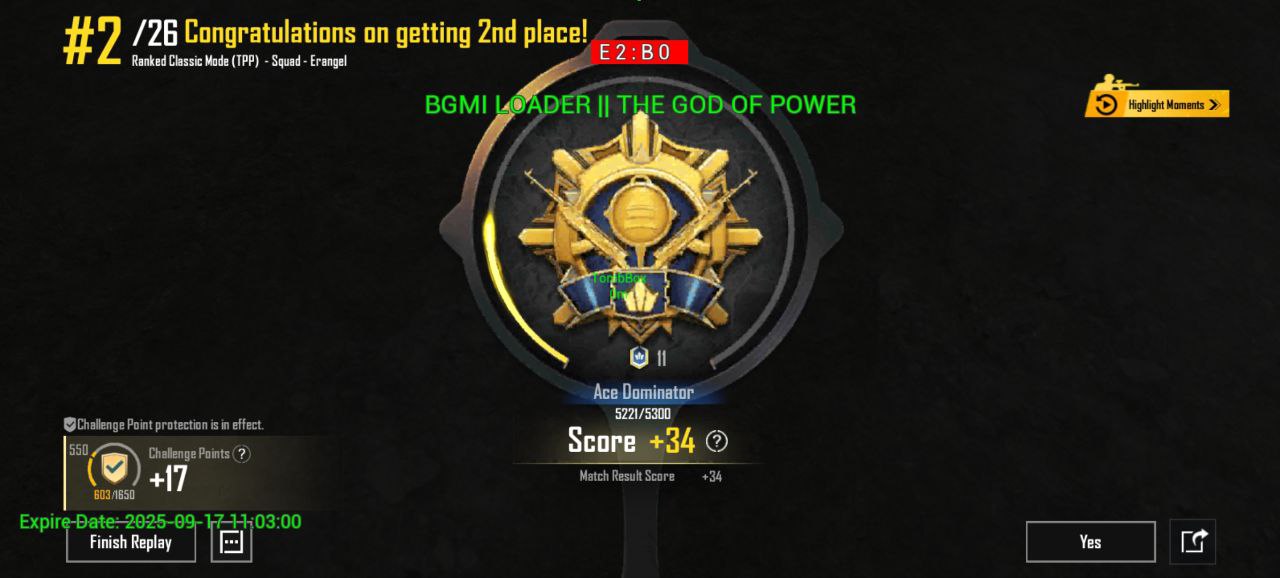 #2 /26 Congratulations on getting 2nd place!
Ranked Classic Mode (TPP) - Squad - Erangel
E2:B0
BGMI LOADER || THE GOD OF POWER
Highlight Moments
TombBox
0m
11
Ace Dominator
5221/5300
Score +34 ?
Match Result Score +34
Challenge Point protection is in effect.
550
Challenge Points ?
+17
603/1650
Expire Date: 2025-09-17 11:03:00
Finish Replay
Yes